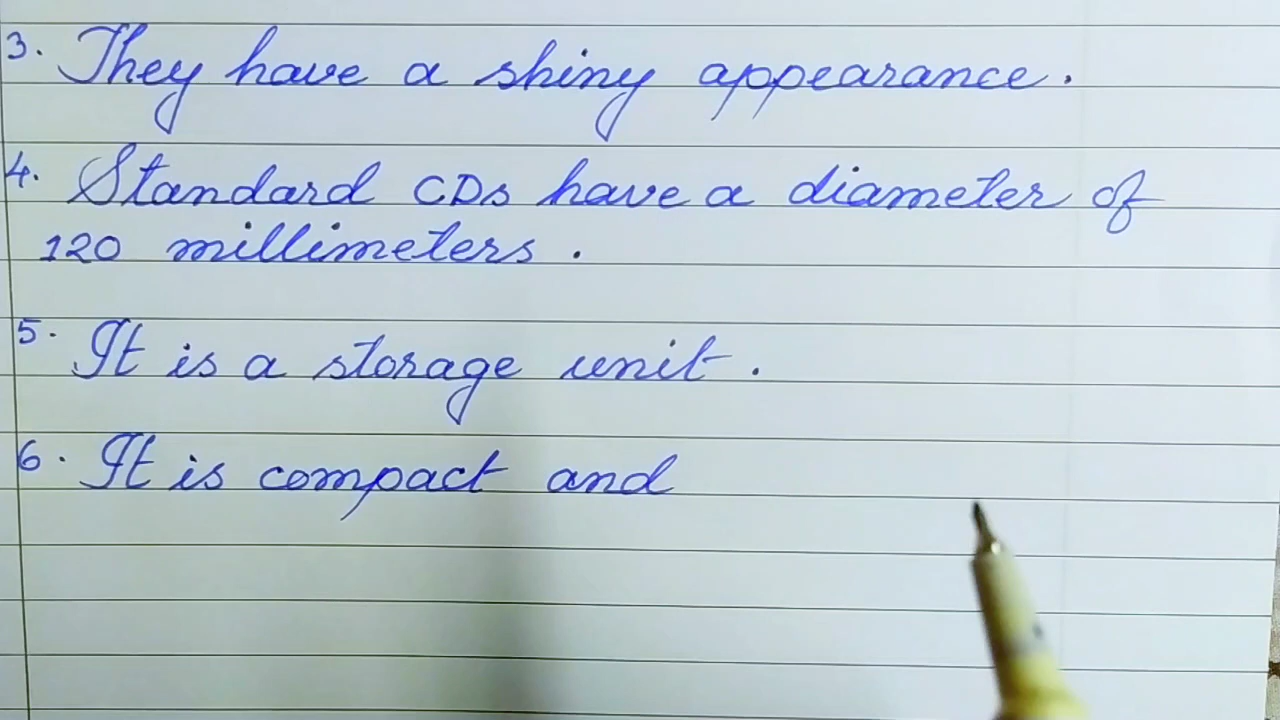 3. They have a shiny appearance.
4. Standard CDs have a diameter of
120 millimeters.
5. It is a storage unit.
6. It is compact and